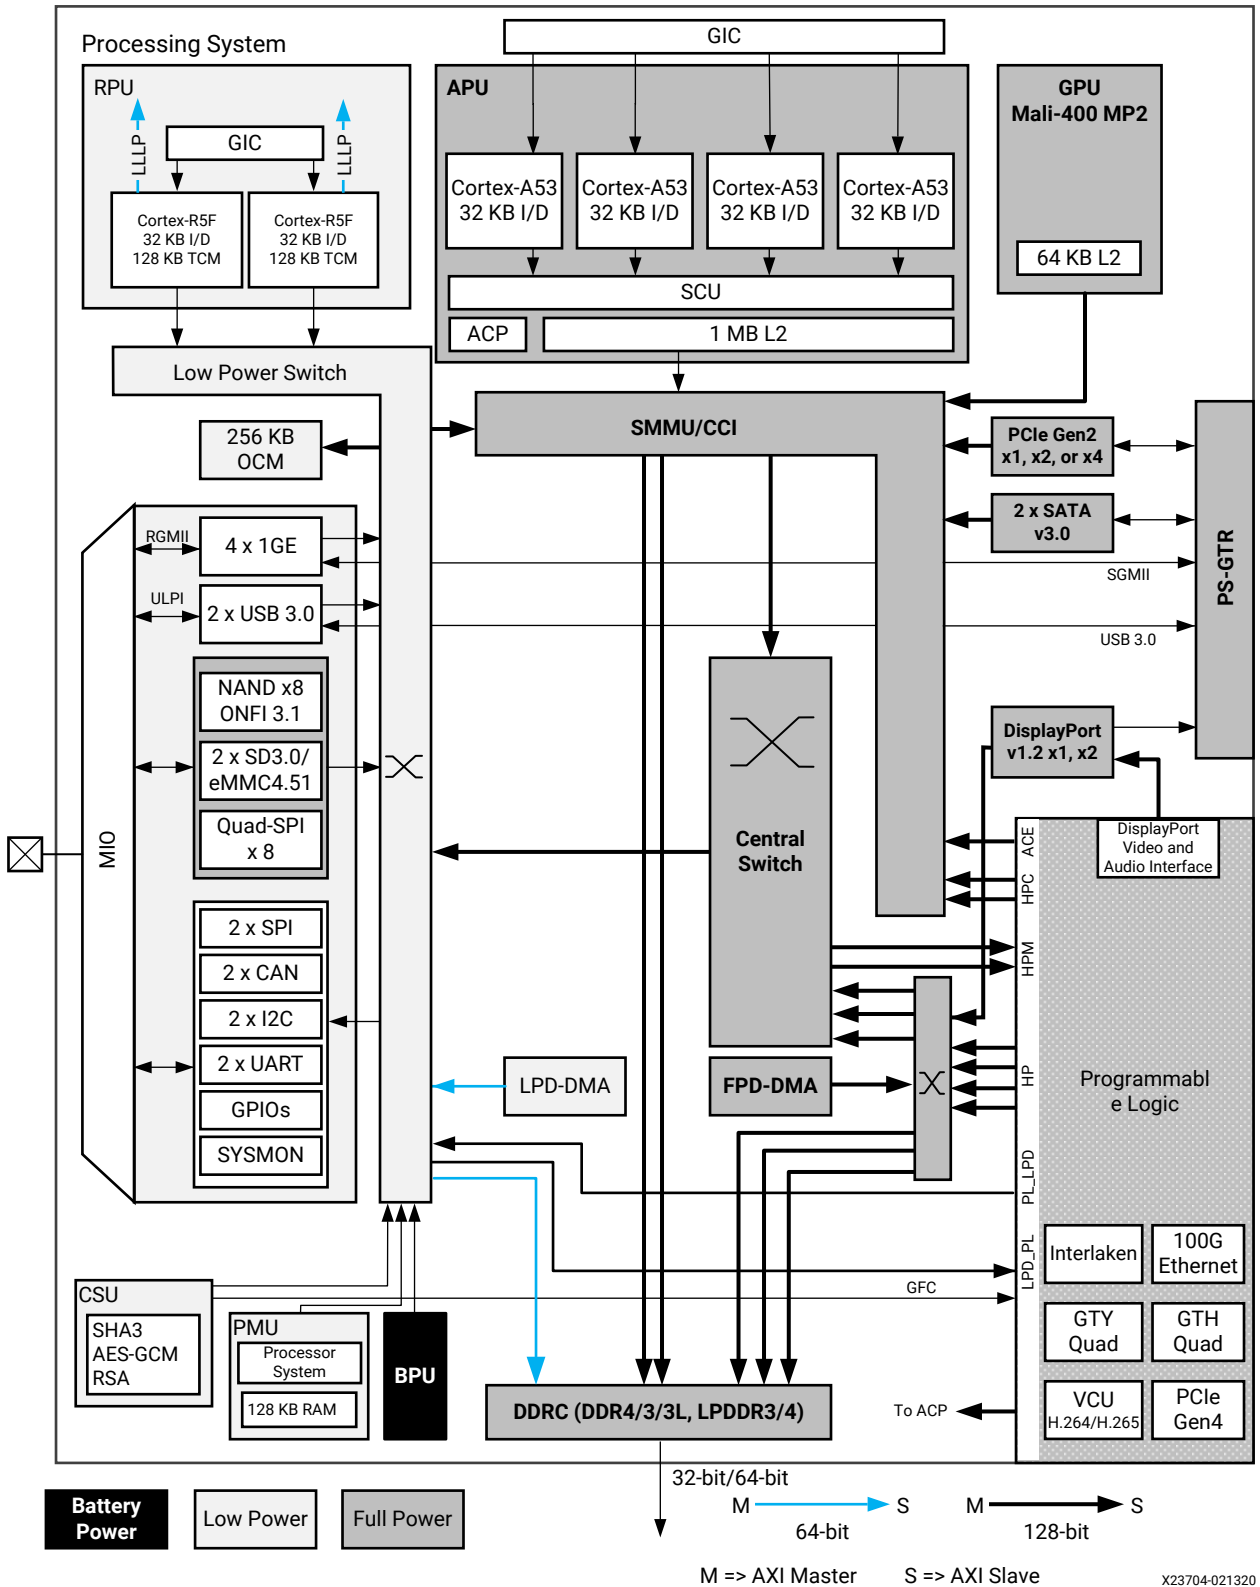 Processing System
GIC
RPU
LLLP
LLLP
GIC
Cortex-R5F
32 KB I/D
128 KB TCM
Cortex-R5F
32 KB I/D
128 KB TCM
APU
Cortex-A53
32 KB I/D
Cortex-A53
32 KB I/D
Cortex-A53
32 KB I/D
Cortex-A53
32 KB I/D
SCU
ACP
1 MB L2
GPU
Mali-400 MP2
64 KB L2
Low Power Switch
256 KB
OCM
SMMU/CCI
PCIe Gen2
x1, x2, or x4
2 x SATA
v3.0
PS-GTR
SGMII
USB 3.0
MIO
RGMII
4 x 1GE
ULPI
2 x USB 3.0
NAND x8
ONFI 3.1
2 x SD3.0/
eMMC4.51
Quad-SPI
x 8
2 x SPI
2 x CAN
2 x I2C
2 x UART
GPIOs
SYSMON
Central
Switch
DisplayPort
v1.2 x1, x2
DisplayPort
Video and
Audio Interface
ACE
HPC
HPM
HP
PL_LPD
LPD_PL
Programmabl
e Logic
LPD-DMA
FPD-DMA
Interlaken
100G
Ethernet
GTY
Quad
GTH
Quad
VCU
H.264/H.265
PCIe
Gen4
GFC
To ACP
CSU
SHA3
AES-GCM
RSA
PMU
Processor
System
128 KB RAM
BPU
DDRC (DDR4/3/3L, LPDDR3/4)
32-bit/64-bit
Battery
Power
Low Power
Full Power
M
S
64-bit
M
S
128-bit
M => AXI Master
S => AXI Slave
X23704-021320